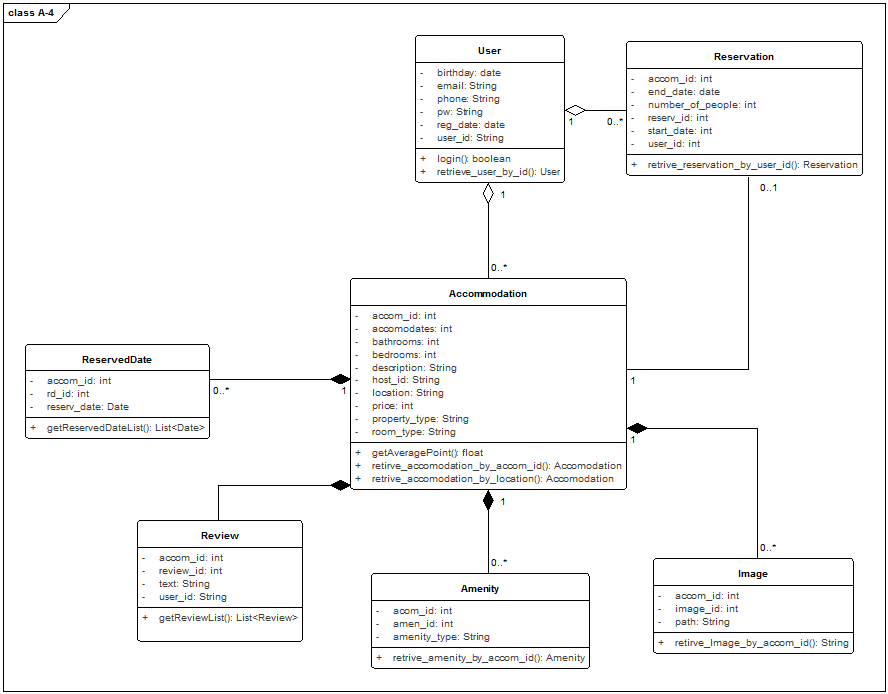 class A-4
User
- birthday: date
- email: String
- phone: String
- pw: String
- reg_date: date
- user_id: String
+ login(): boolean
+ retrieve_user_by_id(): User
Reservation
- accom_id: int
- end_date: date
- number_of_people: int
- reserv_id: int
- start_date: int
- user_id: int
+ retrive_reservation_by_user_id(): Reservation
1
0..*
1
0..*
0..1
Accommodation
- accom_id: int
- accomodates: int
- bathrooms: int
- bedrooms: int
- description: String
- host_id: String
- location: String
- price: int
- property_type: String
- room_type: String
+ getAveragePoint(): float
+ retirve_accomodation_by_accom_id(): Accomodation
+ retrive_accomodation_by_location(): Accomodation
1
ReservedDate
- accom_id: int
- rd_id: int
- reserv_date: Date
+ getReservedDateList(): List<Date>
0..*
1
1
1
0..*
0..*
Review
- accom_id: int
- review_id: int
- text: String
- user_id: String
+ getReviewList(): List<Review>
Amenity
- acom_id: int
- amen_id: int
- amenity_type: String
+ retrive_amenity_by_accom_id(): Amenity
Image
- accom_id: int
- image_id: int
- path: String
+ retirve_Image_by_accom_id(): String